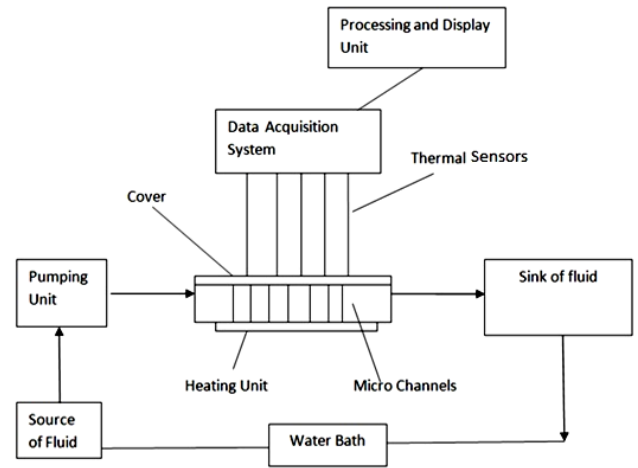 Processing and Display
Unit
Data Acquisition
System
Thermal Sensors
Cover
Pumping
Unit
Sink of fluid
Heating Unit
Micro Channels
Source
of Fluid
Water Bath